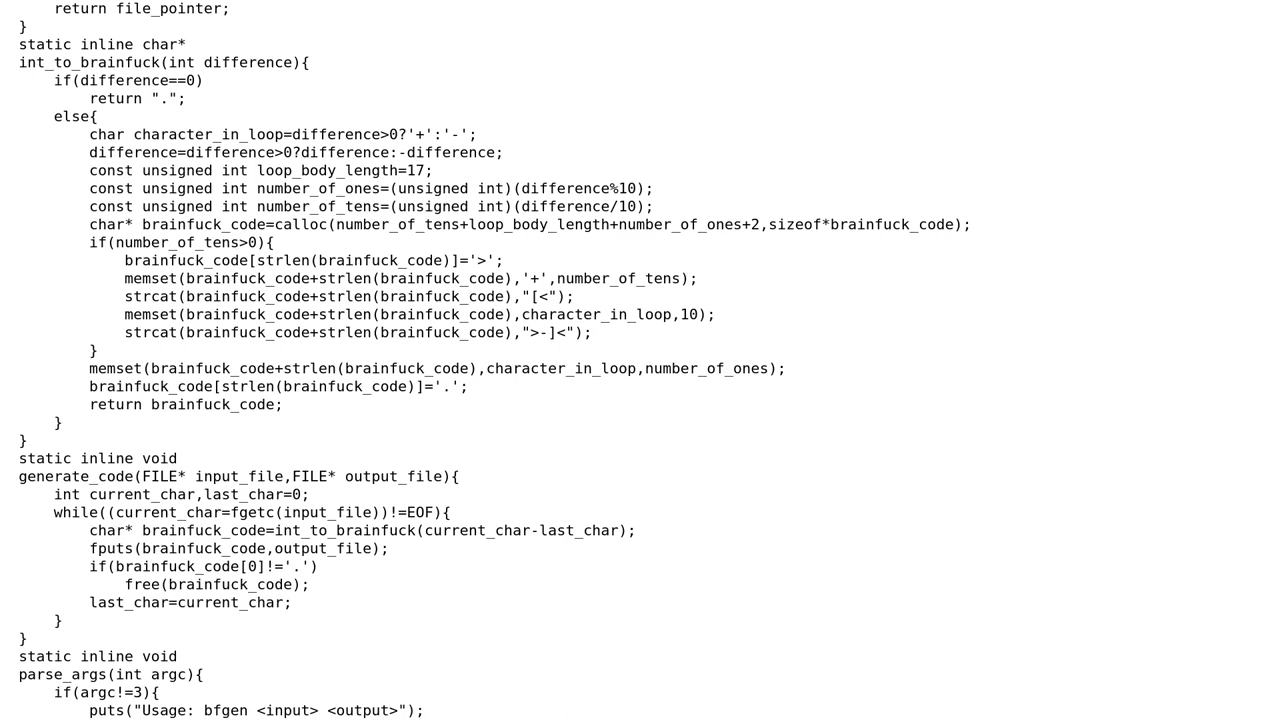 return file_pointer;
}
static inline char*
int_to_brainfuck(int difference){
    if(difference==0)
        return ".";
    else{
        char character_in_loop=difference>0?'+':'-';
        difference=difference>0?difference:-difference;
        const unsigned int loop_body_length=17;
        const unsigned int number_of_ones=(unsigned int)(difference%10);
        const unsigned int number_of_tens=(unsigned int)(difference/10);
        char* brainfuck_code=calloc(number_of_tens+loop_body_length+number_of_ones+2,sizeof*brainfuck_code);
        if(number_of_tens>0){
            brainfuck_code[strlen(brainfuck_code)]='>';
            memset(brainfuck_code+strlen(brainfuck_code),'+',number_of_tens);
            strcat(brainfuck_code+strlen(brainfuck_code),"[<");
            memset(brainfuck_code+strlen(brainfuck_code),character_in_loop,10);
            strcat(brainfuck_code+strlen(brainfuck_code),">-]<");
        }
        memset(brainfuck_code+strlen(brainfuck_code),character_in_loop,number_of_ones);
        brainfuck_code[strlen(brainfuck_code)]='.';
        return brainfuck_code;
    }
}
static inline void
generate_code(FILE* input_file,FILE* output_file){
    int current_char,last_char=0;
    while((current_char=fgetc(input_file))!=EOF){
        char* brainfuck_code=int_to_brainfuck(current_char-last_char);
        fputs(brainfuck_code,output_file);
        if(brainfuck_code[0]!='.')
            free(brainfuck_code);
        last_char=current_char;
    }
}
static inline void
parse_args(int argc){
    if(argc!=3){
        puts("Usage: bfgen <input> <output>");